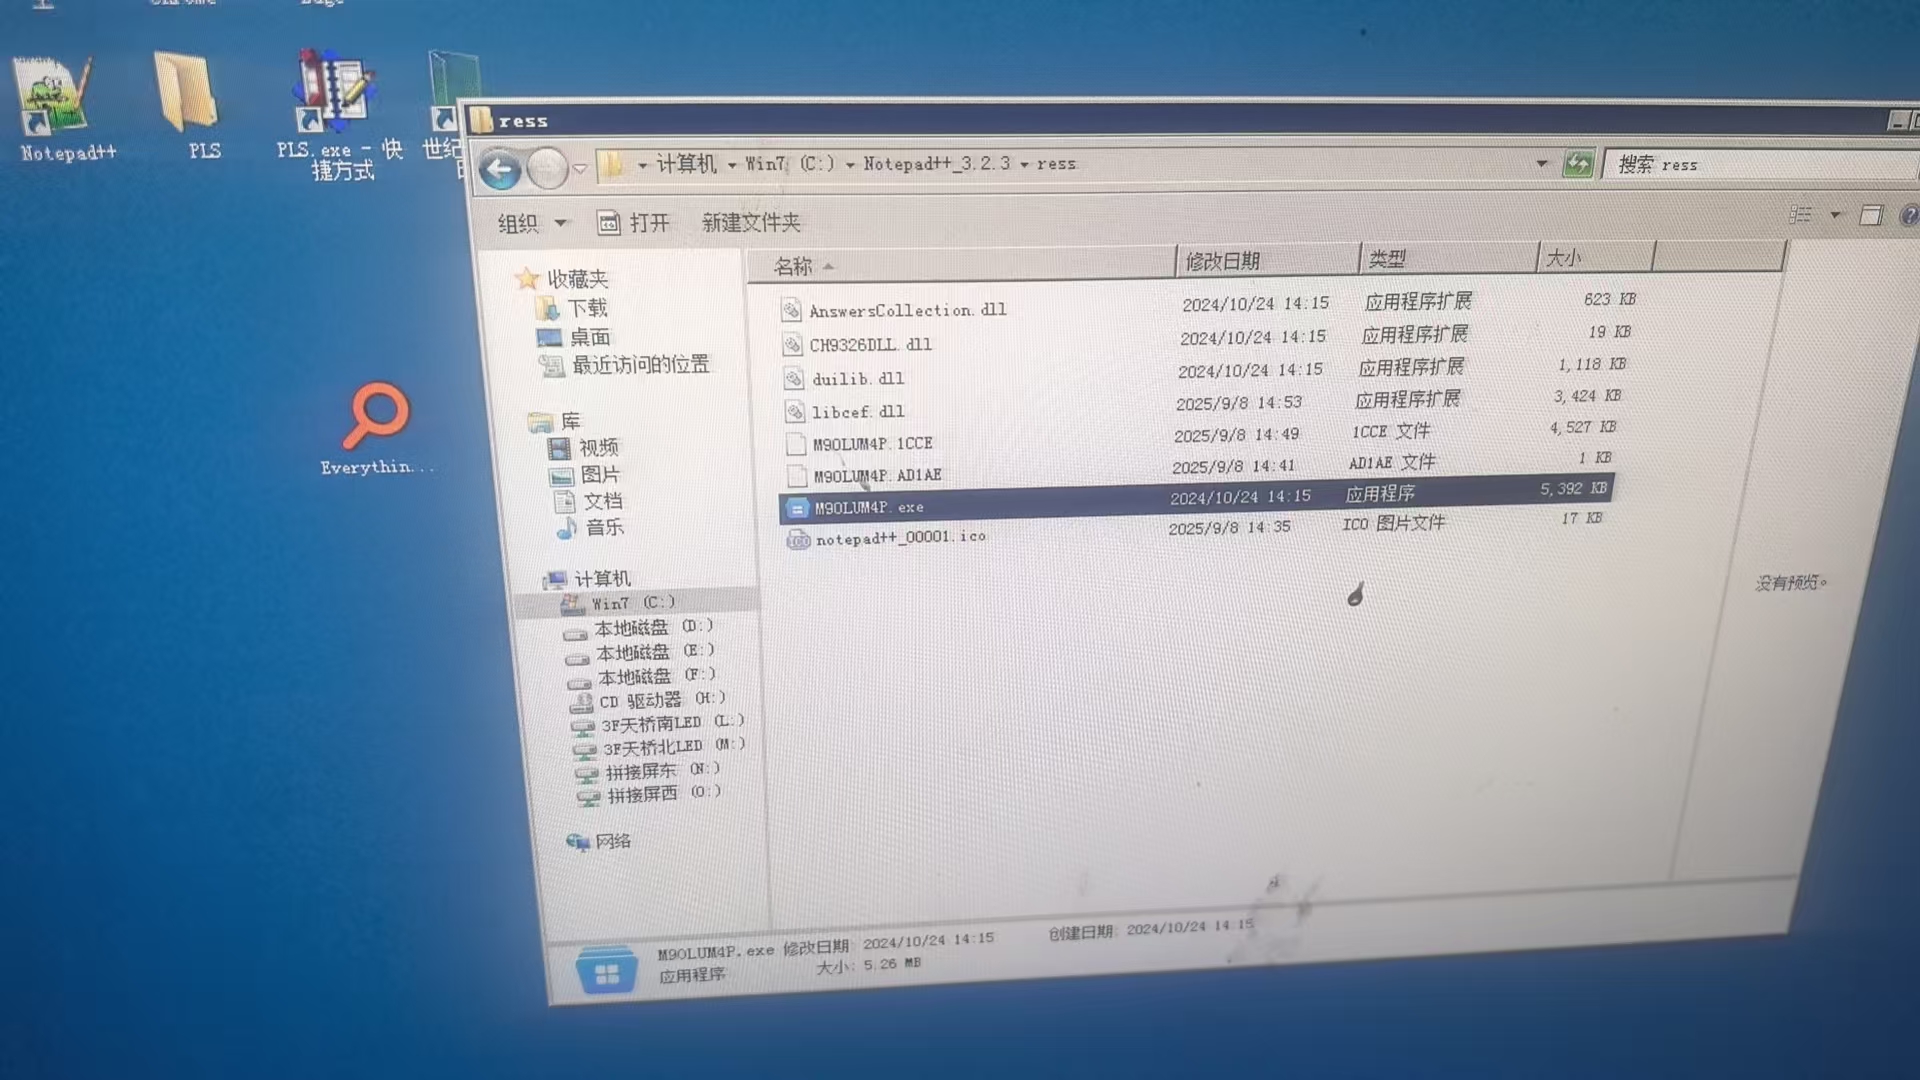 Notepad++
PLS
PLS.exe - 快
捷方式
世纪
Everythin...
ress
计算机
Win7 (C:)
Notepad++_3.2.3
ress
搜索 ress
组织
打开
新建文件夹
收藏夹
下载
桌面
最近访问的位置
库
视频
图片
文档
音乐
计算机
Win7 (C:)
本地磁盘 (D:)
本地磁盘 (E:)
本地磁盘 (F:)
CD 驱动器 (H:)
3F天桥南LED (L:)
3F天桥北LED (M:)
拼接屏东 (N:)
拼接屏西 (O:)
网络
名称 修改日期 类型 大小
AnswersCollection.dll 2024/10/24 14:15 应用程序扩展 623 KB
CH9326DLL.dll 2024/10/24 14:15 应用程序扩展 19 KB
duilib.dll 2024/10/24 14:15 应用程序扩展 1,118 KB
libcef.dll 2025/9/8 14:53 应用程序扩展 3,424 KB
M9OLUM4P.1CCE 2025/9/8 14:49 1CCE 文件 4,527 KB
M9OLUM4P.AD1AE 2025/9/8 14:41 AD1AE 文件 1 KB
M9OLUM4P.exe 2024/10/24 14:15 应用程序 5,392 KB
notepad++_00001.ico 2025/9/8 14:35 ICO 图片文件 17 KB
没有预览。
M9OLUM4P.exe 修改日期: 2024/10/24 14:15 创建日期: 2024/10/24 14:15
应用程序 大小: 5.26 MB